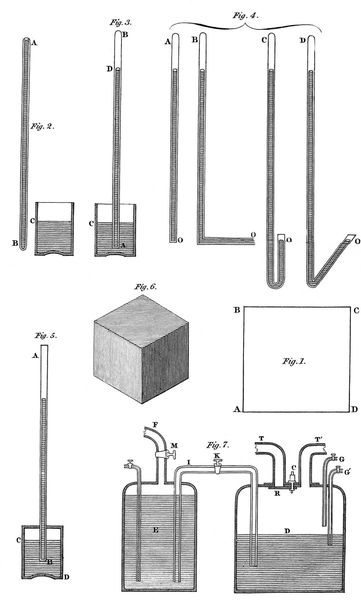 Fig. 3.
Fig. 4.
A
B
D
A
B
C
D
Fig. 2.
C
B
C
A
O
O
O
O
Fig. 6.
B
C
Fig. 1.
A
D
Fig. 5.
A
C
B
D
F
M
Fig. 7.
I
K
E
T
C
T'
G
G'
R
D